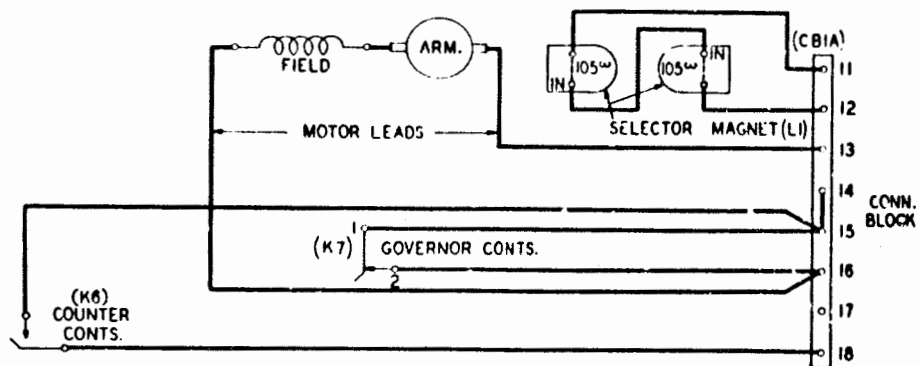 ARM.
FIELD
MOTOR LEADS
105ω
IN
105ω
IN
SELECTOR MAGNET (L1)
(CB1A)
11
12
13
14
15
16
17
18
CONN.
BLOCK
1
(K7) GOVERNOR CONTS.
2
(K6)
COUNTER
CONTS.